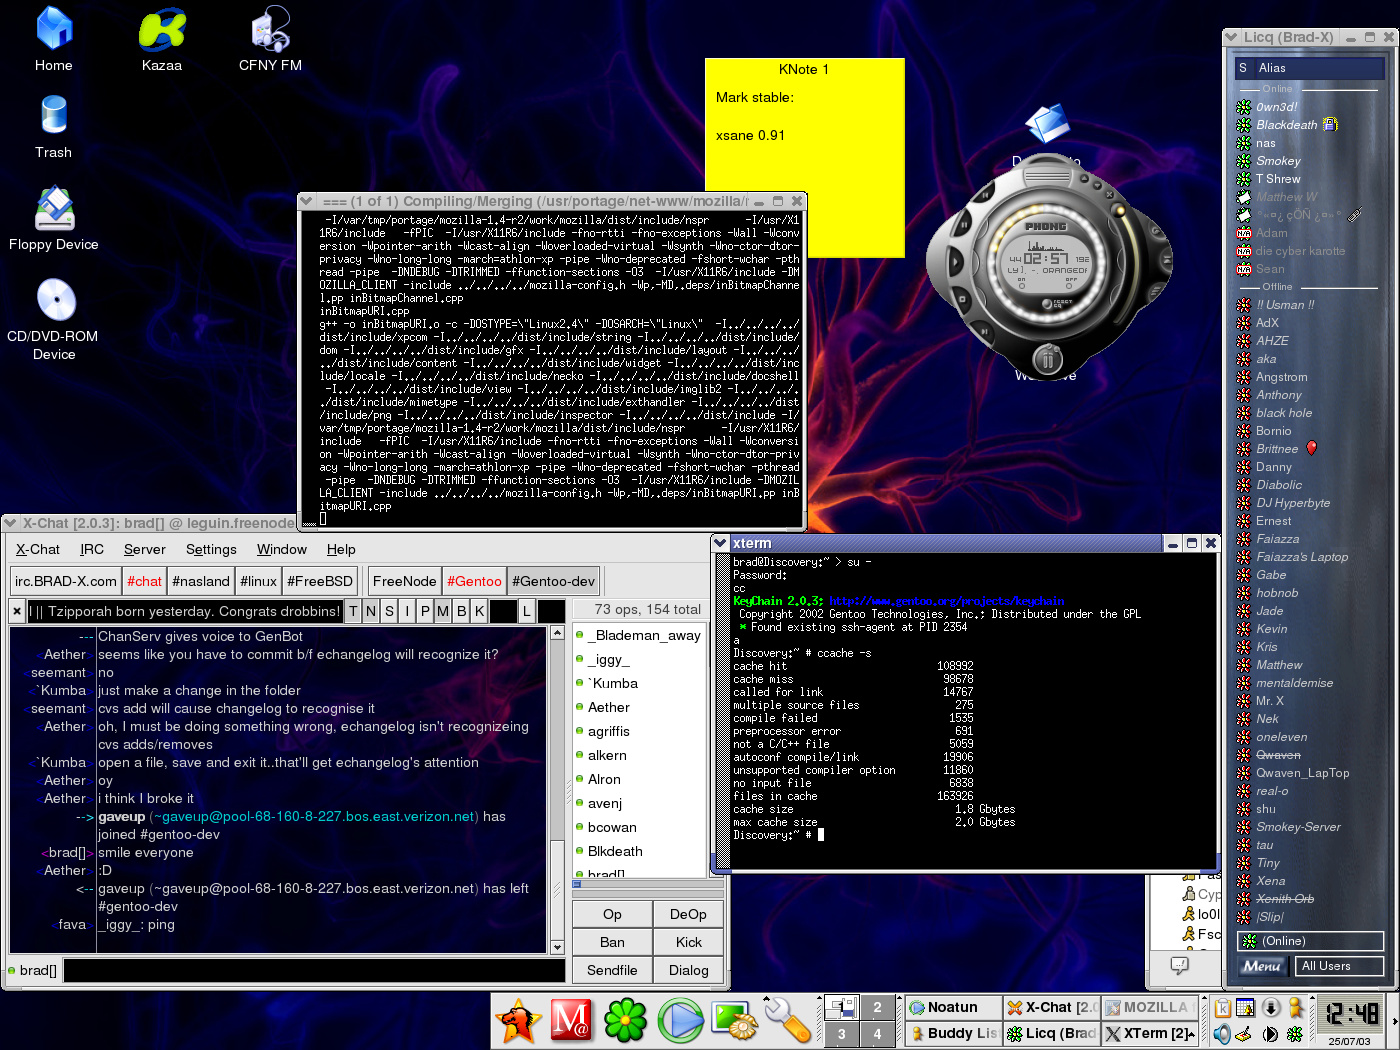 Home
Kazaa
CFNY FM
Trash
Floppy Device
CD/DVD-ROM
Device
KNote 1
Mark stable:
xsane 0.91
PHONG
02:57
192
44
ON
OFF
RESET
=== (1 of 1) Compiling/Merging (/usr/portage/net-www/mozilla/r
-I/var/tmp/portage/mozilla-1.4-r2/work/mozilla/dist/include/nspr -I/usr/X1
1R6/include -fPIC -I/usr/X11R6/include -fno-rtti -fno-exceptions -Wall -Wconv
ersion -Wpointer-arith -Wcast-align -Woverloaded-virtual -Wsynth -Wno-ctor-dtor-
privacy -Wno-long-long -march=athlon-xp -pipe -Wno-deprecated -fshort-wchar -pth
read -pipe -DNDEBUG -DTRIMMED -ffunction-sections -O3 -I/usr/X11R6/include -DM
OZILLA_CLIENT -include ../../../../mozilla-config.h -Wp,-MD,.deps/inBitmapChanne
l.pp inBitmapChannel.cpp
inBitmapURI.cpp
g++ -o inBitmapURI.o -c -DOSTYPE=\"Linux2.4\" -DOSARCH=\"Linux\" -I../../../../
dist/include/xpcom -I../../../../dist/include/string -I../../../../dist/include/
dom -I../../../../dist/include/gfx -I../../../../dist/include/layout -I../../../
../dist/include/content -I../../../../dist/include/widget -I../../../../dist/inc
lude/locale -I../../../../dist/include/necko -I../../../../dist/include/docshell
-I../../../../dist/include/view -I../../../../dist/include/imglib2 -I../../../.
./dist/include/mimetype -I../../../../dist/include/exthandler -I../../../../dist
/include/png -I../../../../dist/include/inspector -I../../../../dist/include -I/
var/tmp/portage/mozilla-1.4-r2/work/mozilla/dist/include/nspr -I/usr/X11R6/
include -fPIC -I/usr/X11R6/include -fno-rtti -fno-exceptions -Wall -Wconversi
on -Wpointer-arith -Wcast-align -Woverloaded-virtual -Wsynth -Wno-ctor-dtor-priv
acy -Wno-long-long -march=athlon-xp -pipe -Wno-deprecated -fshort-wchar -pthread
-pipe -DNDEBUG -DTRIMMED -ffunction-sections -O3 -I/usr/X11R6/include -DMOZIL
LA_CLIENT -include ../../../../mozilla-config.h -Wp,-MD,.deps/inBitmapURI.pp inB
itmapURI.cpp
X-Chat [2.0.3]: brad[] @ leguin.freenode
X-Chat IRC Server Settings Window Help
irc.BRAD-X.com #chat #nasland #linux #FreeBSD FreeNode #Gentoo #Gentoo-dev
I || Tzipporah born yesterday. Congrats drobbins! T N S I P M B K L
73 ops, 154 total
--- ChanServ gives voice to GenBot
<Aether> seems like you have to commit b/f echangelog will recognize it?
<seemant> no
<`Kumba> just make a change in the folder
<seemant> cvs add will cause changelog to recognise it
<Aether> oh, I must be doing something wrong, echangelog isn't recognizeing
cvs adds/removes
<`Kumba> open a file, save and exit it..that'll get echangelog's attention
<Aether> oy
<Aether> i think I broke it
--> gaveup (~gaveup@pool-68-160-8-227.bos.east.verizon.net) has
joined #gentoo-dev
<brad[]> smile everyone
<Aether> :D
<-- gaveup (~gaveup@pool-68-160-8-227.bos.east.verizon.net) has left
#gentoo-dev
<fava> _iggy_: ping
_Blademan_away
_iggy_
`Kumba
Aether
agriffis
alkern
Alron
avenj
bcowan
Blkdeath
brad[]
Op DeOp
Ban Kick
Sendfile Dialog
brad[]
xterm
brad@Discovery:~ > su -
Password:
cc
KeyChain 2.0.3; http://www.gentoo.org/projects/keychain
Copyright 2002 Gentoo Technologies, Inc.; Distributed under the GPL
* Found existing ssh-agent at PID 2354
a
Discovery:~ # ccache -s
cache hit 108992
cache miss 98678
called for link 14767
multiple source files 275
compile failed 1535
preprocessor error 691
not a C/C++ file 5059
autoconf compile/link 19906
unsupported compiler option 11860
no input file 6838
files in cache 163926
cache size 1.8 Gbytes
max cache size 2.0 Gbytes
Discovery:~ #
Cyp
lo0l
Fsc
Licq (Brad-X)
S Alias
Online
0wn3d!
Blackdeath
nas
Smokey
T Shrew
Matthew W
Adam
die cyber karotte
Sean
Offline
!! Usman !!
AdX
AHZE
aka
Angstrom
Anthony
black hole
Bornio
Brittnee
Danny
Diabolic
DJ Hyperbyte
Ernest
Faiazza
Faiazza's Laptop
Gabe
hobnob
Jade
Kevin
Kris
Matthew
mentaldemise
Mr. X
Nek
oneleven
Qwaven
Qwaven_LapTop
real-o
shu
Smokey-Server
tau
Tiny
Xena
Xenith Orb
|Slip|
(Online)
Menu All Users
2
3 4
Noatun X-Chat [2.0 MOZILLA
Buddy Lis Licq (Brad XTerm [2]
12:48
25/07/03